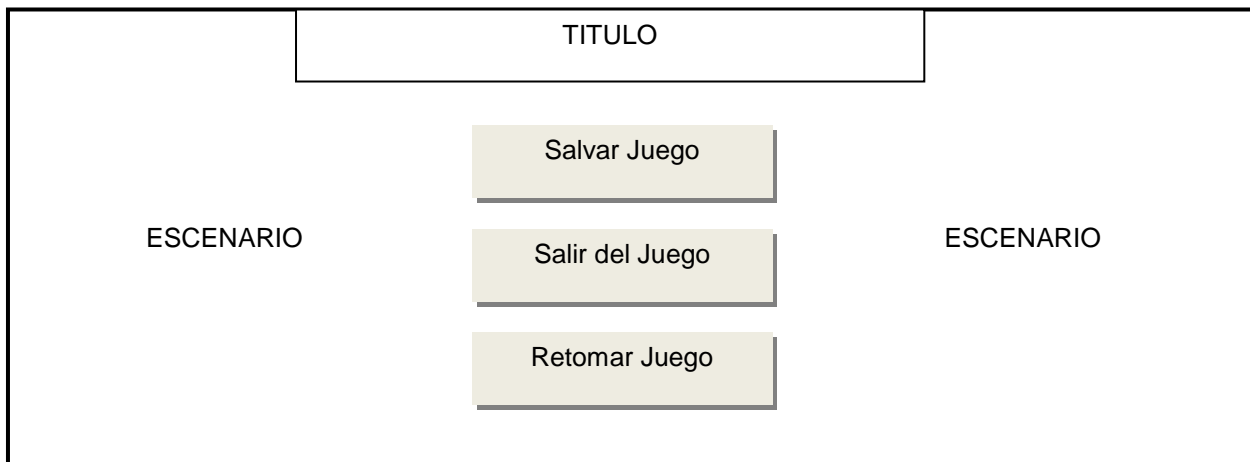 TITULO
Salvar Juego
ESCENARIO
Salir del Juego
ESCENARIO
Retomar Juego